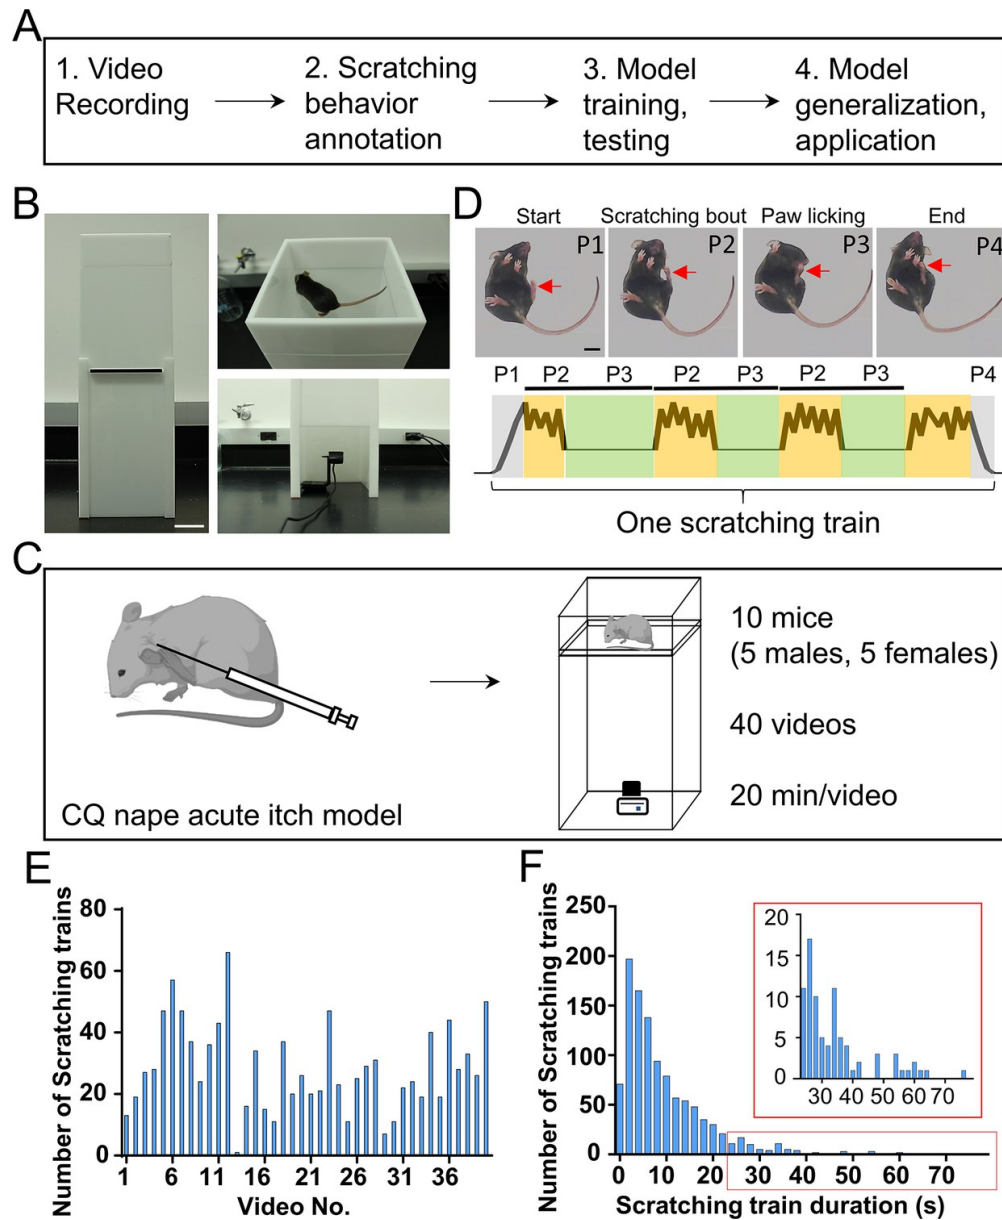 A
1. Video
Recording
2. Scratching
behavior
annotation
3. Model
training,
testing
4. Model
generalization,
application
B
D
Start
Scratching bout
Paw licking
End
P1
P2
P3
P4
P1
P2
P3
P2
P3
P2
P3
P4
One scratching train
C
CQ nape acute itch model
10 mice
(5 males, 5 females)
40 videos
20 min/video
E
Number of Scratching trains
80
60
40
20
0
1
6
11
16
21
26
31
36
Video No.
F
Number of Scratching trains
250
200
150
100
50
0
0
10
20
30
40
50
60
70
Scratching train duration (s)
20
15
10
5
0
30
40
50
60
70